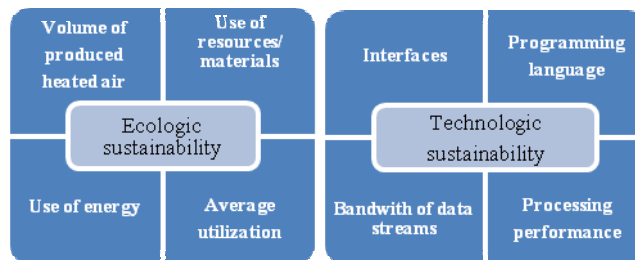 Volume of
produced
heated air
Use of
resources/
materials
Ecologic
sustainability
Use of energy
Average
utilization
Interfaces
Programming
language
Technologic
sustainability
Bandwith of data
streams
Processing
performance